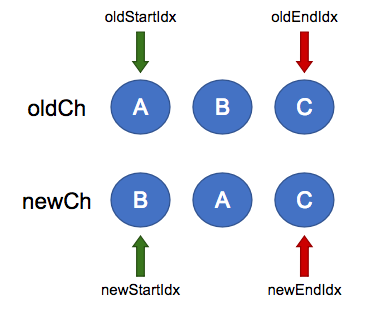 oldStartIdx oldEndIdx
oldCh A B C
newCh B A C
newStartIdx newEndIdx